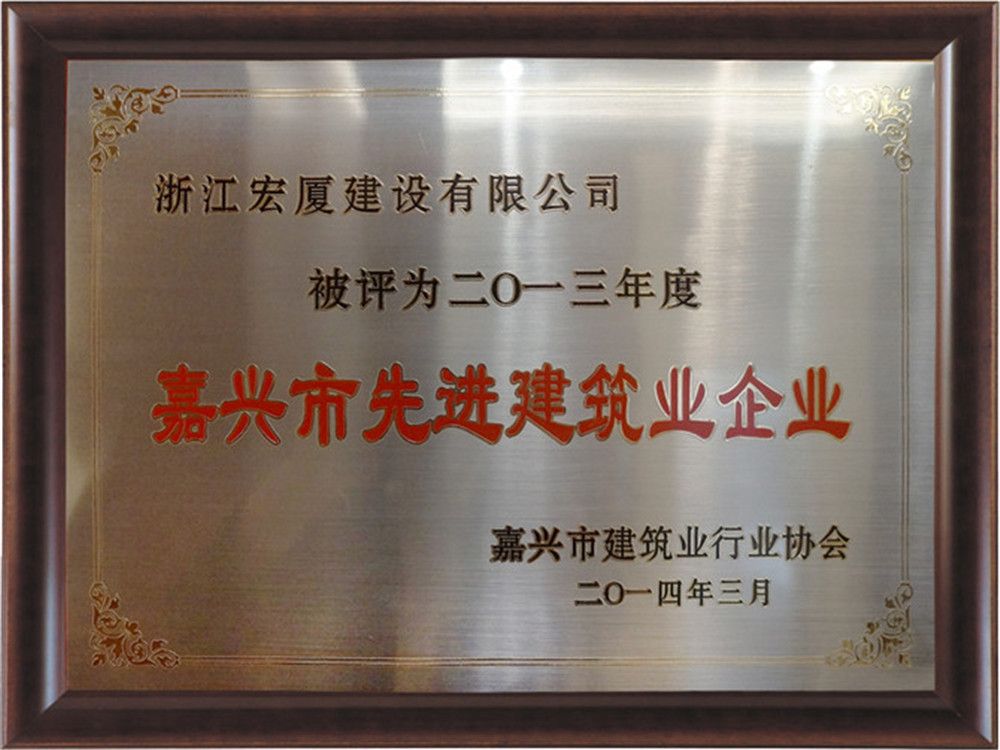 浙江宏厦建设有限公司
被评为二〇一三年度
嘉兴市先进建筑业企业
嘉兴市建筑业行业协会
二〇一四年三月